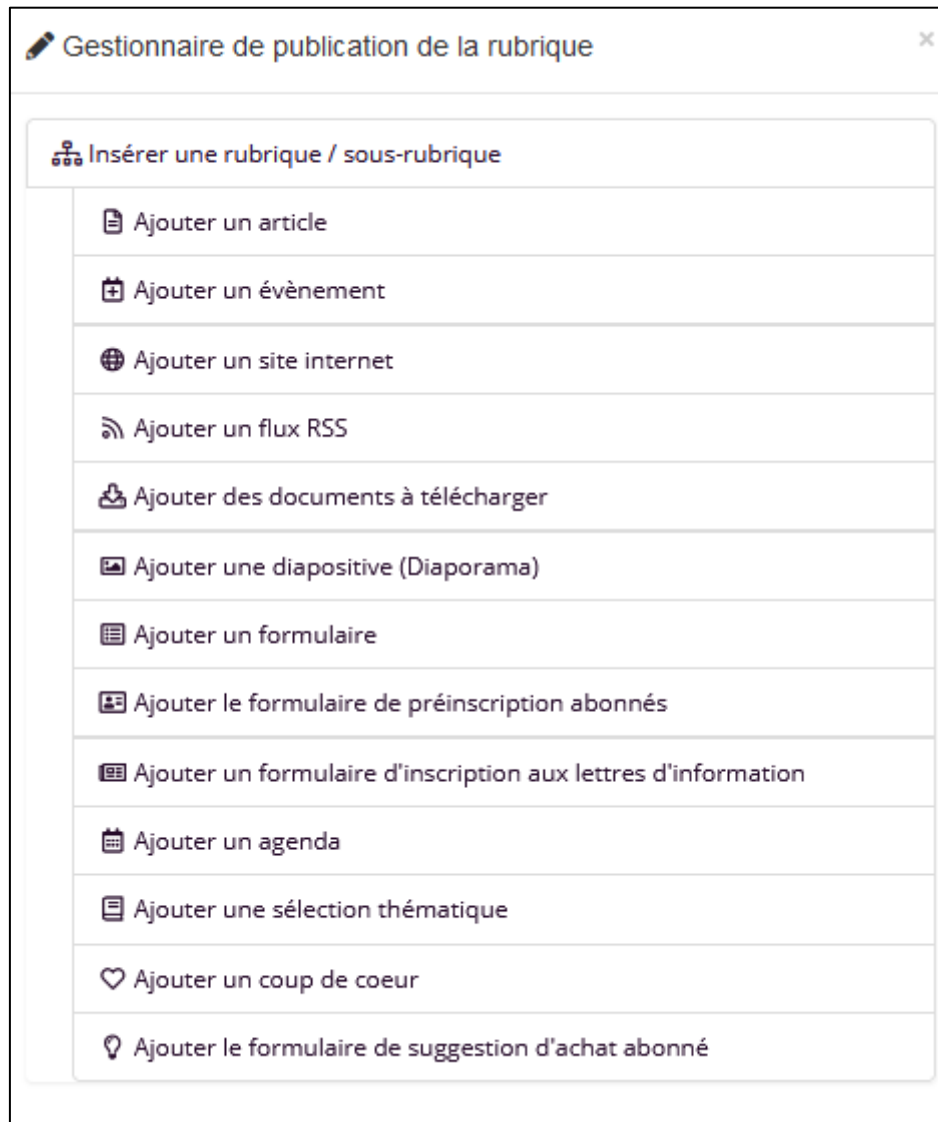 Gestionnaire de publication de la rubrique
Insérer une rubrique / sous-rubrique
Ajouter un article
Ajouter un évènement
Ajouter un site internet
Ajouter un flux RSS
Ajouter des documents à télécharger
Ajouter une diapositive (Diaporama)
Ajouter un formulaire
Ajouter le formulaire de préinscription abonnés
Ajouter un formulaire d'inscription aux lettres d'information
Ajouter un agenda
Ajouter une sélection thématique
Ajouter un coup de coeur
Ajouter le formulaire de suggestion d'achat abonné